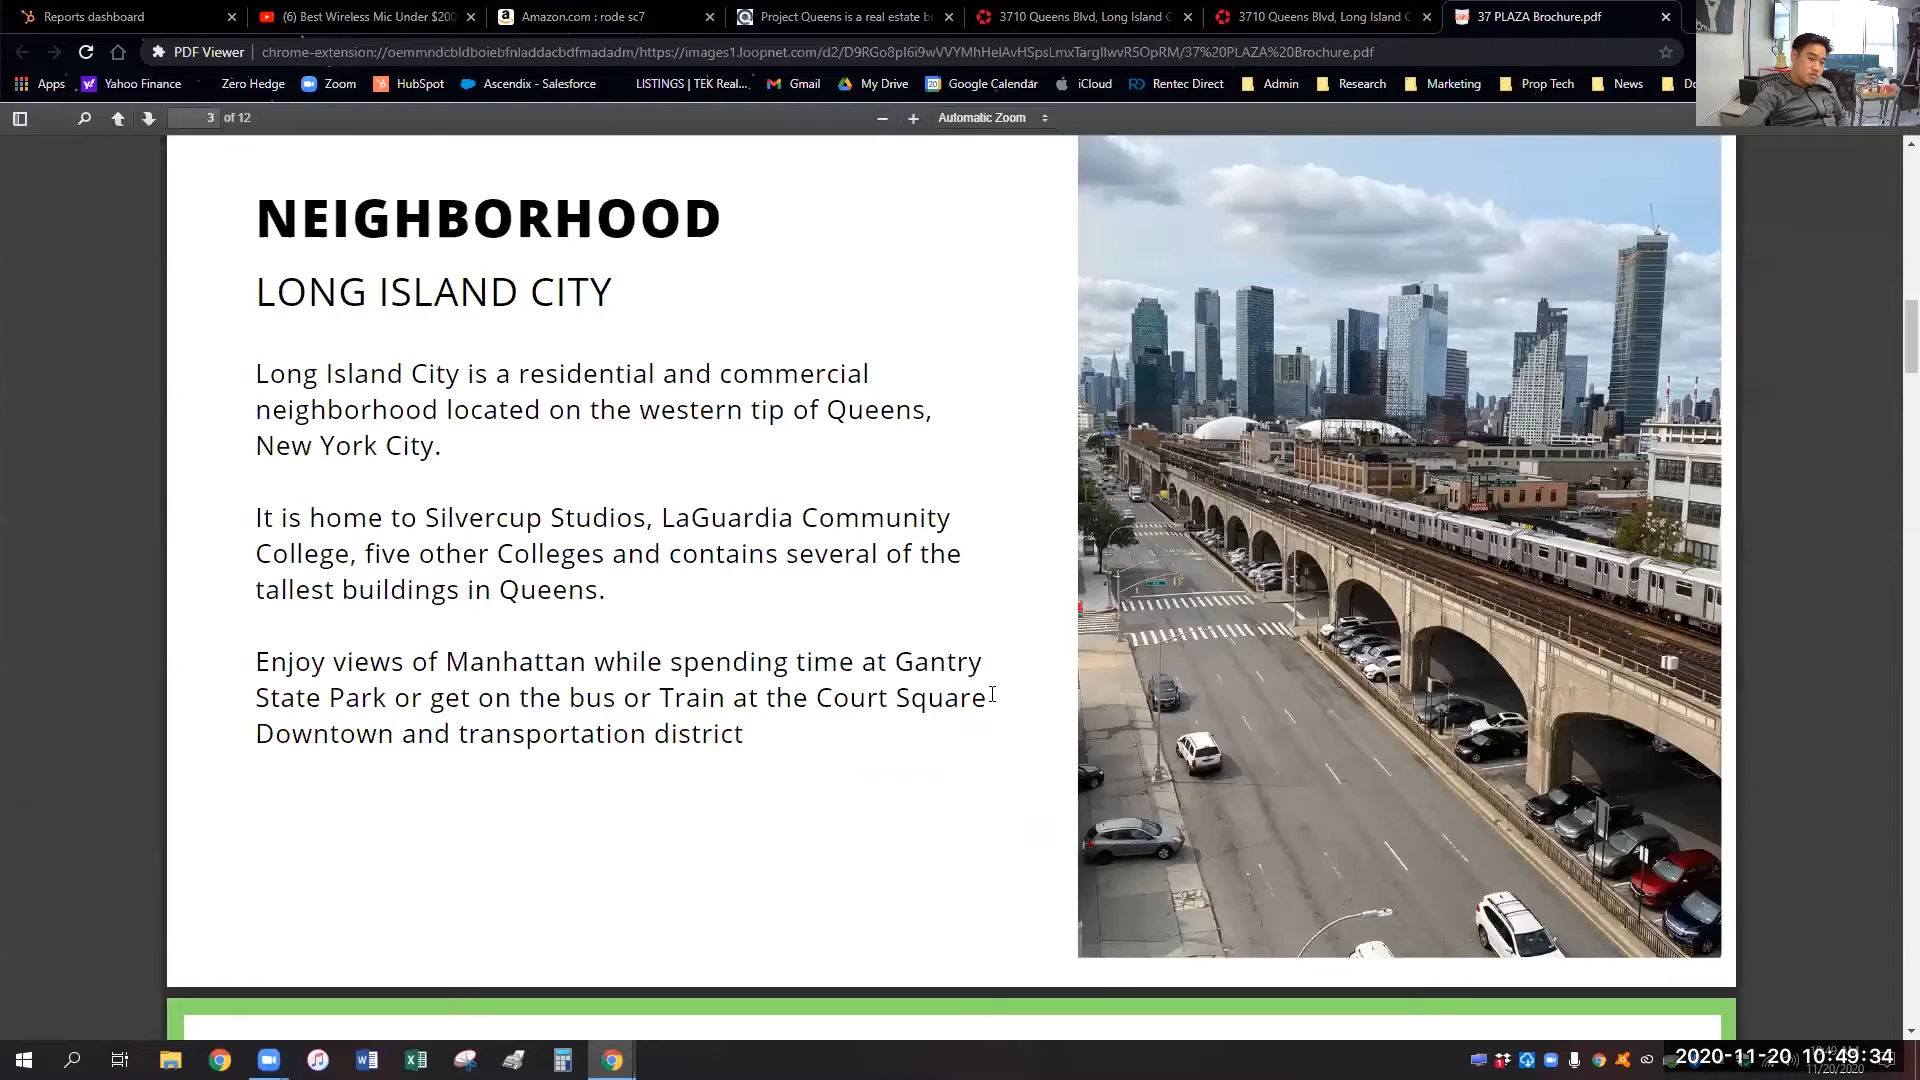 Reports dashboard
(6) Best Wireless Mic Under $200
Amazon.com : rode sc7
Project Queens is a real estate b
3710 Queens Blvd, Long Island C
3710 Queens Blvd, Long Island C
37 PLAZA Brochure.pdf
PDF Viewer
chrome-extension://oemmndcbldboiebfnladdacbdfmadadm/https://images1.loopnet.com/d2/D9RGo8pI6i9wVVYMhHeIAvHSpsLmxTargIlwvR5OpRM/37%20PLAZA%20Brochure.pdf
Apps
Yahoo Finance
Zero Hedge
Zoom
HubSpot
Ascendix - Salesforce
LISTINGS | TEK Real...
Gmail
My Drive
Google Calendar
iCloud
Rentec Direct
Admin
Research
Marketing
Prop Tech
News
3 of 12
Automatic Zoom
NEIGHBORHOOD
LONG ISLAND CITY
Long Island City is a residential and commercial
neighborhood located on the western tip of Queens,
New York City.
It is home to Silvercup Studios, LaGuardia Community
College, five other Colleges and contains several of the
tallest buildings in Queens.
Enjoy views of Manhattan while spending time at Gantry
State Park or get on the bus or Train at the Court Square
Downtown and transportation district
2020-11-20 10:49:34
11/20/2020